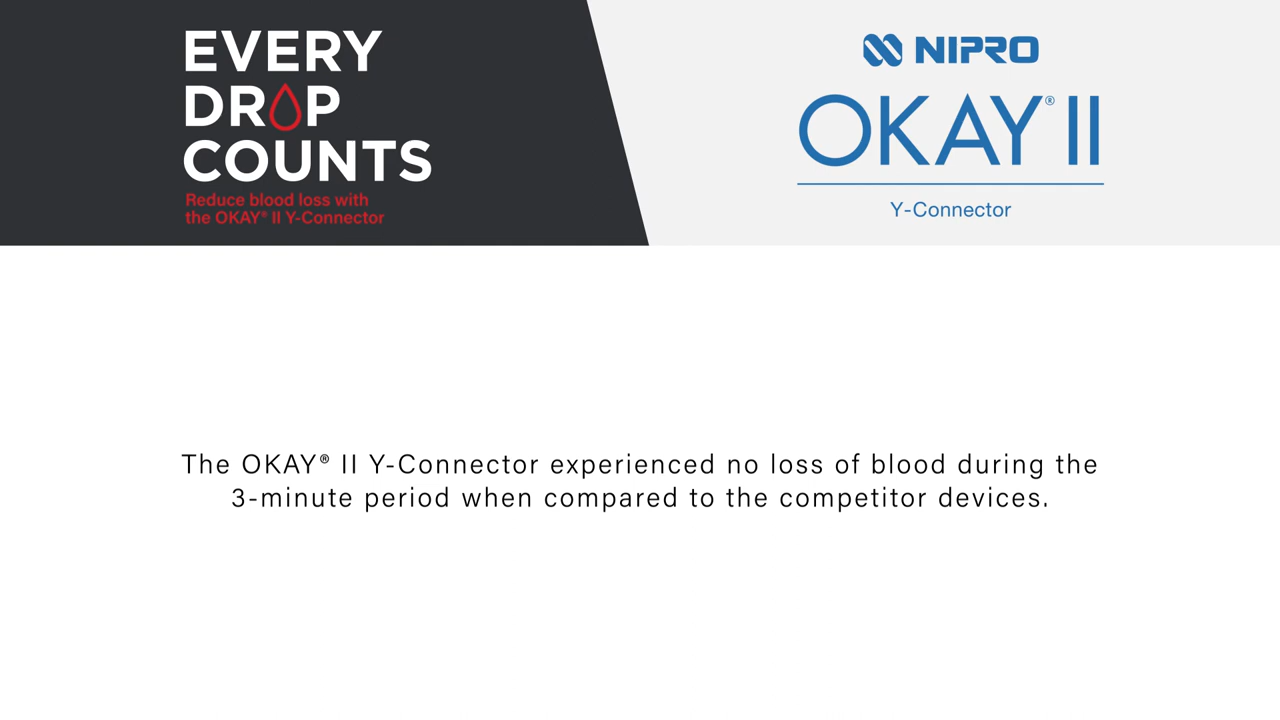 EVERY
DROP
COUNTS
Reduce blood loss with
the OKAY® II Y-Connector
NIPRO
OKAY® II
Y-Connector
The OKAY® II Y-Connector experienced no loss of blood during the
3-minute period when compared to the competitor devices.